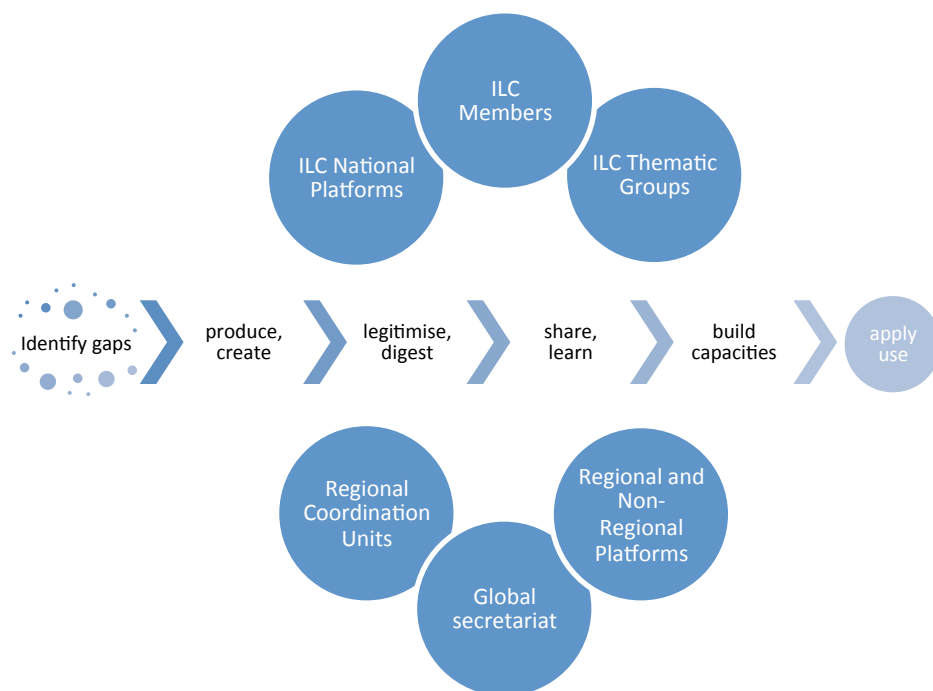 ILC
Members
ILC National
Platforms
ILC Thematic
Groups
Identify gaps
produce,
create
legitimise,
digest
share,
learn
build
capacities
apply
use
Regional
Coordination
Units
Regional and
Non-
Regional
Platforms
Global
secretariat